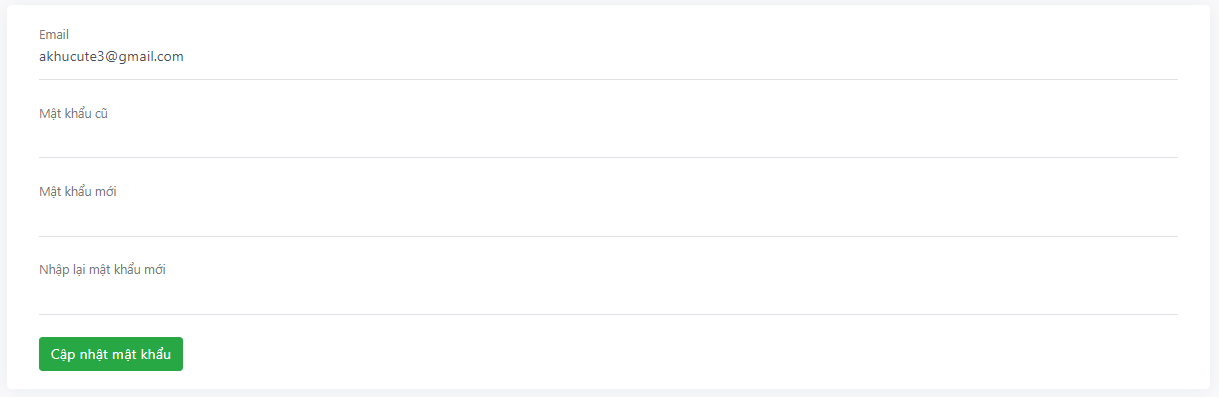 Email
akhucute3@gmail.com
Mật khẩu cũ
Mật khẩu mới
Nhập lại mật khẩu mới
Cập nhật mật khẩu